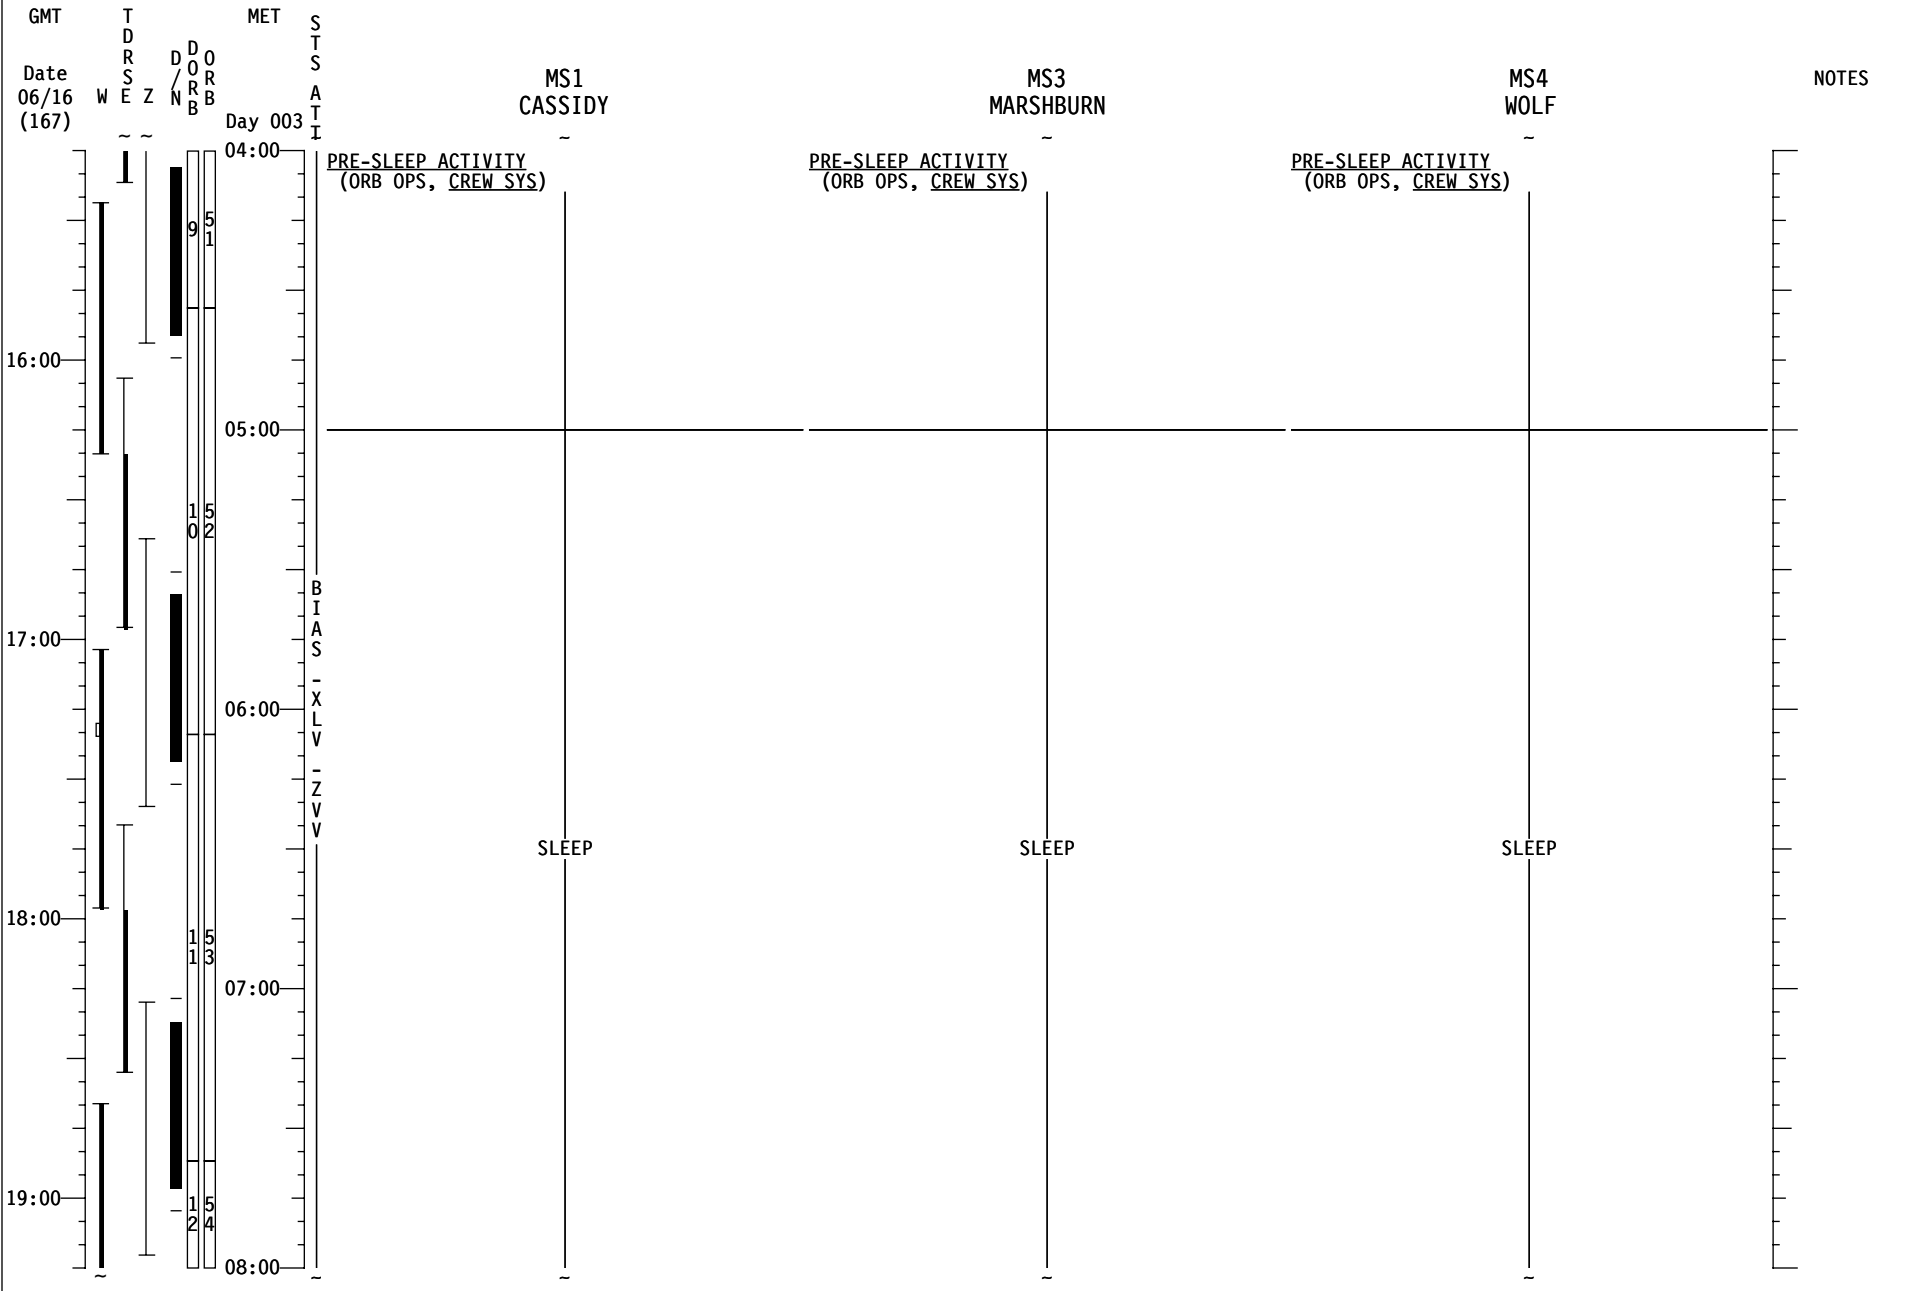 GMT
Date
06/16
(167)
TDRS
W E Z
D/N
DORB
ORB
MET
Day 003
STS ATT
MS1
CASSIDY
MS3
MARSHBURN
MS4
WOLF
NOTES
~ ~ ~ ~ ~
04:00
PRE-SLEEP ACTIVITY
(ORB OPS, CREW SYS)
PRE-SLEEP ACTIVITY
(ORB OPS, CREW SYS)
PRE-SLEEP ACTIVITY
(ORB OPS, CREW SYS)
9 51
16:00
05:00
10 52
BIAS -XLV -ZVV
17:00
06:00
SLEEP SLEEP SLEEP
18:00
11 53
07:00
19:00
12 54
08:00
~ ~ ~ ~ ~